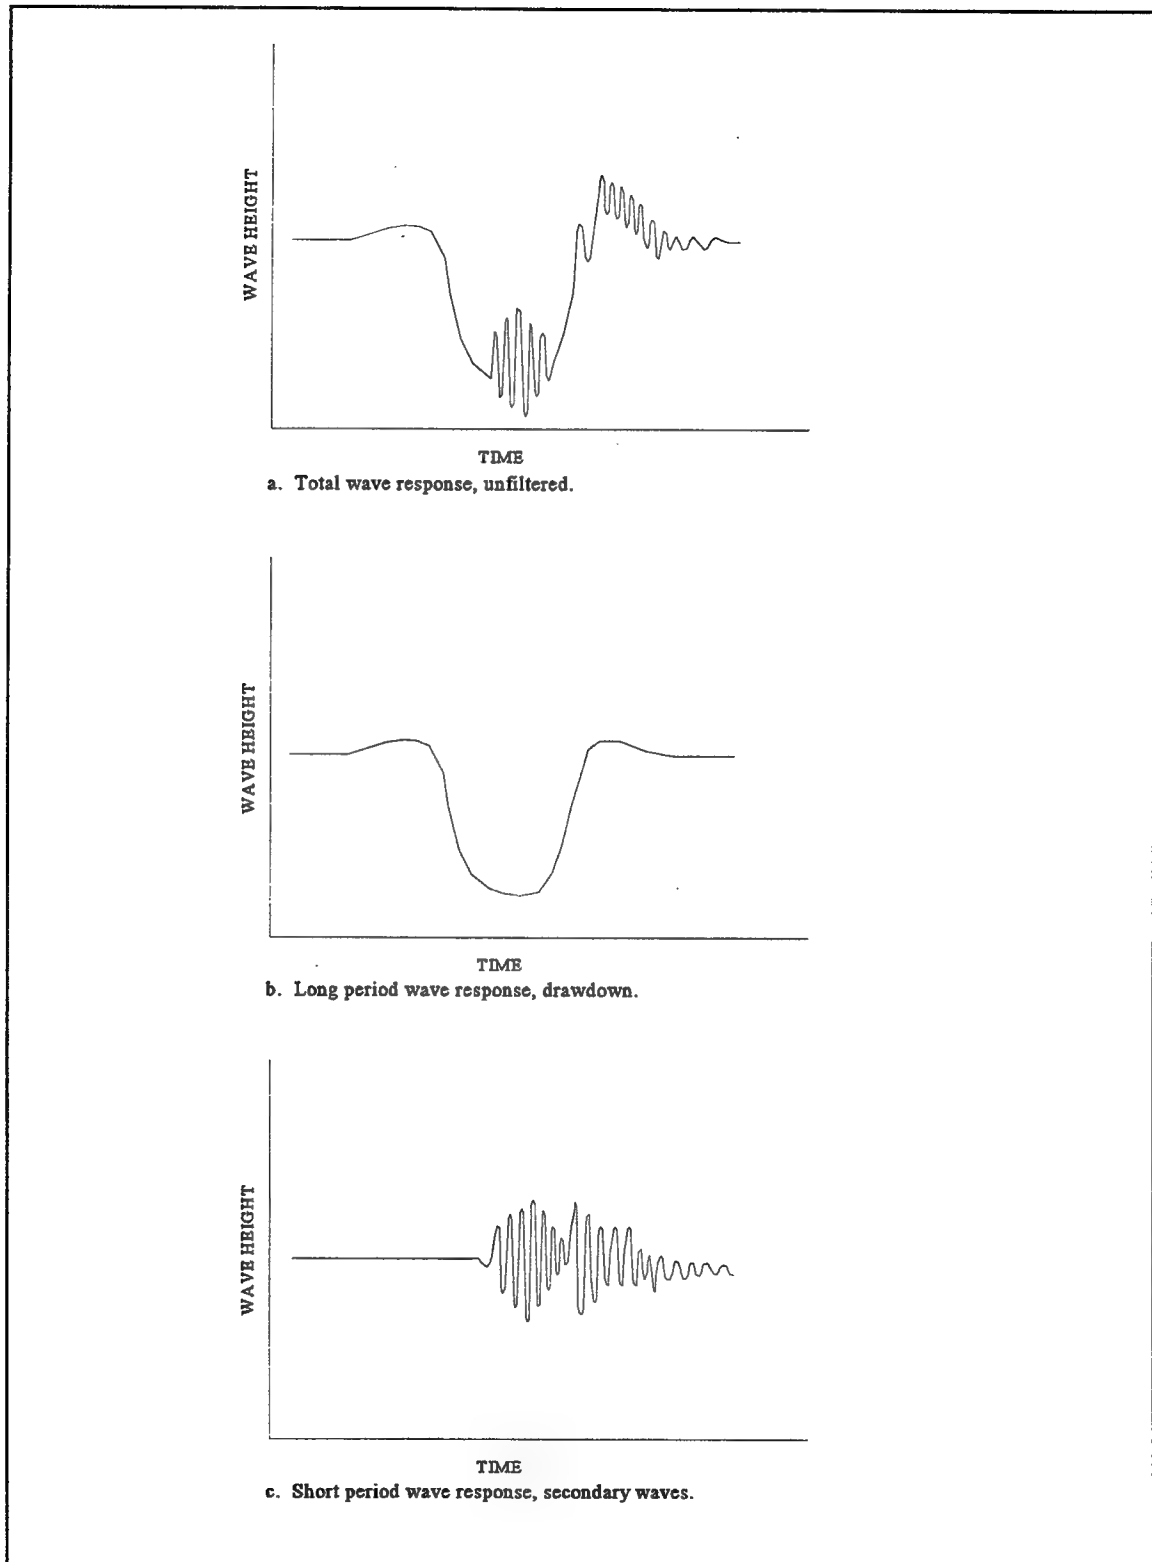 WAVE HEIGHT
TIME
a. Total wave response, unfiltered.
WAVE HEIGHT
TIME
b. Long period wave response, drawdown.
WAVE HEIGHT
TIME
c. Short period wave response, secondary waves.